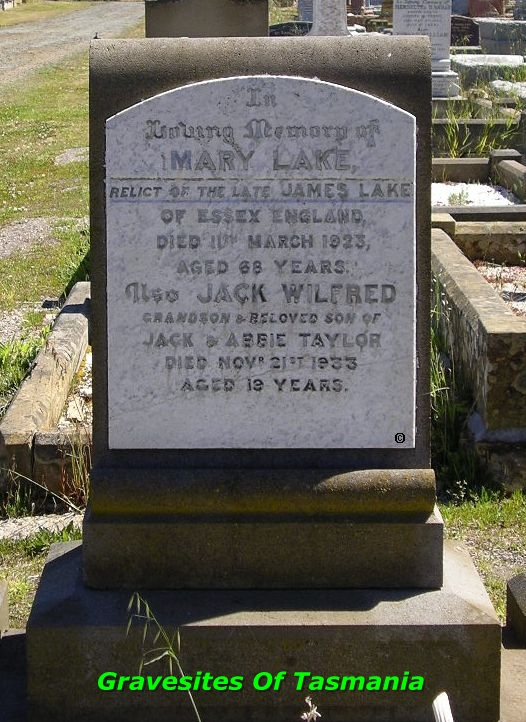 In
Loving Memory of
MARY LAKE,
RELICT OF THE LATE JAMES LAKE
OF ESSEX ENGLAND,
DIED 11TH MARCH 1923,
AGED 68 YEARS.
Also JACK WILFRED
GRANDSON & BELOVED SON OF
JACK & ABBIE TAYLOR
DIED NOVR 21ST 1933
AGED 19 YEARS.
©
Gravesites Of Tasmania